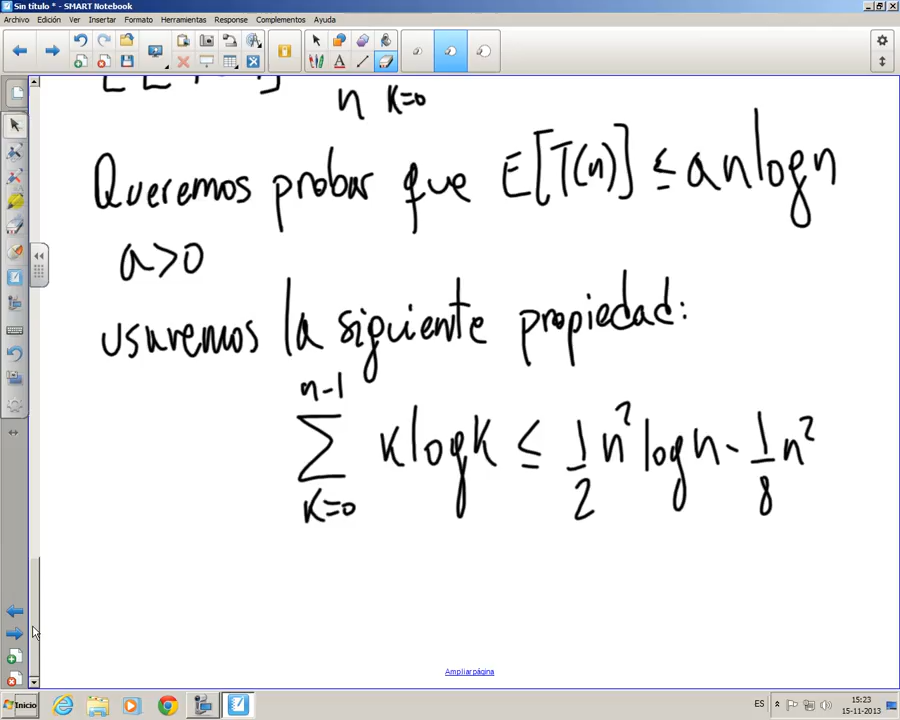 Sin título * - SMART Notebook
Archivo Edición Ver Insertar Formato Herramientas Response Complementos Ayuda
n K=0
Queremos probar que E[T(n)] ≤ a n log n
a>0
usaremos la siguiente propiedad:
n-1
∑ K log K ≤ 1/2 n² log n - 1/8 n²
K=0
Ampliar página
Inicio ES 15:23
15-11-2013